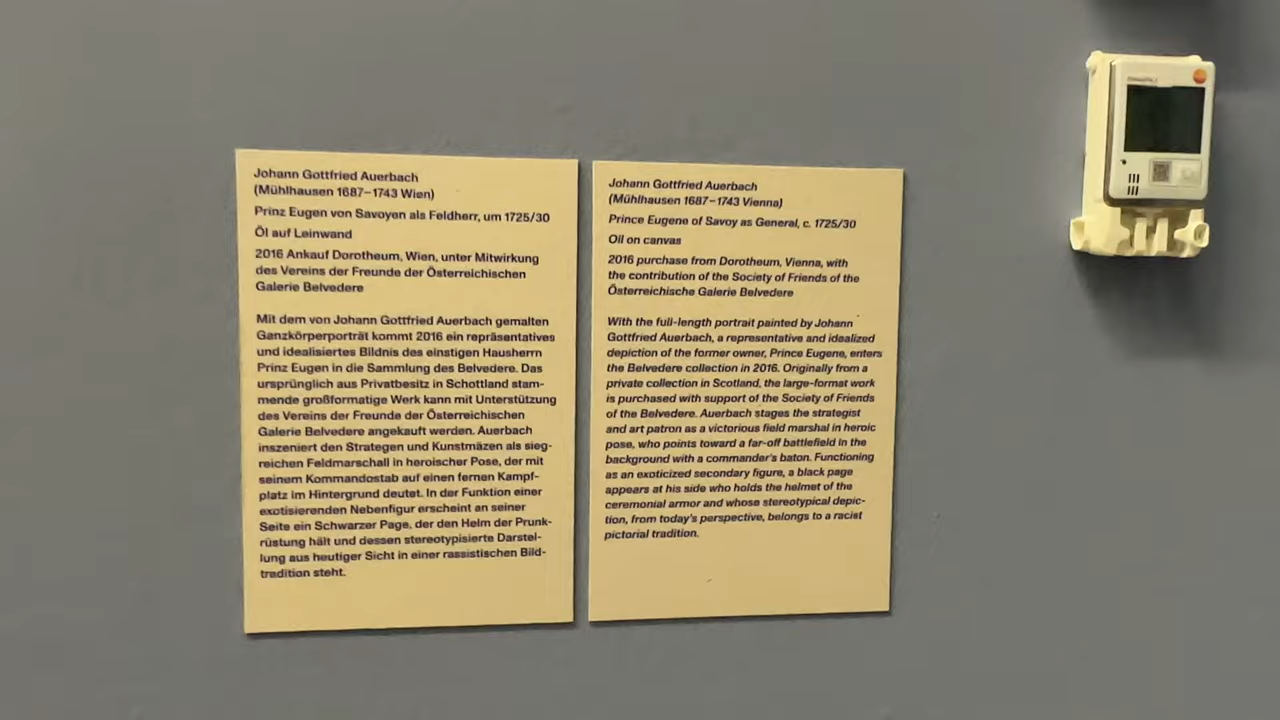 Johann Gottfried Auerbach
(Mühlhausen 1687–1743 Wien)
Prinz Eugen von Savoyen als Feldherr, um 1725/30
Öl auf Leinwand
2016 Ankauf Dorotheum, Wien, unter Mitwirkung
des Vereins der Freunde der Österreichischen
Galerie Belvedere
Mit dem von Johann Gottfried Auerbach gemalten
Ganzkörperporträt kommt 2016 ein repräsentatives
und idealisiertes Bildnis des einstigen Hausherrn
Prinz Eugen in die Sammlung des Belvedere. Das
ursprünglich aus Privatbesitz in Schottland stam-
mende großformatige Werk kann mit Unterstützung
des Vereins der Freunde der Österreichischen
Galerie Belvedere angekauft werden. Auerbach
inszeniert den Strategen und Kunstmäzen als sieg-
reichen Feldmarschall in heroischer Pose, der mit
seinem Kommandostab auf einen fernen Kampf-
platz im Hintergrund deutet. In der Funktion einer
exotisierenden Nebenfigur erscheint an seiner
Seite ein Schwarzer Page, der den Helm der Prunk-
rüstung hält und dessen stereotypisierte Darstel-
lung aus heutiger Sicht in einer rassistischen Bild-
tradition steht.
Johann Gottfried Auerbach
(Mühlhausen 1687–1743 Vienna)
Prince Eugene of Savoy as General, c. 1725/30
Oil on canvas
2016 purchase from Dorotheum, Vienna, with
the contribution of the Society of Friends of the
Österreichische Galerie Belvedere
With the full-length portrait painted by Johann
Gottfried Auerbach, a representative and idealized
depiction of the former owner, Prince Eugene, enters
the Belvedere collection in 2016. Originally from a
private collection in Scotland, the large-format work
is purchased with support of the Society of Friends
of the Belvedere. Auerbach stages the strategist
and art patron as a victorious field marshal in heroic
pose, who points toward a far-off battlefield in the
background with a commander's baton. Functioning
as an exoticized secondary figure, a black page
appears at his side who holds the helmet of the
ceremonial armor and whose stereotypical depic-
tion, from today's perspective, belongs to a racist
pictorial tradition.